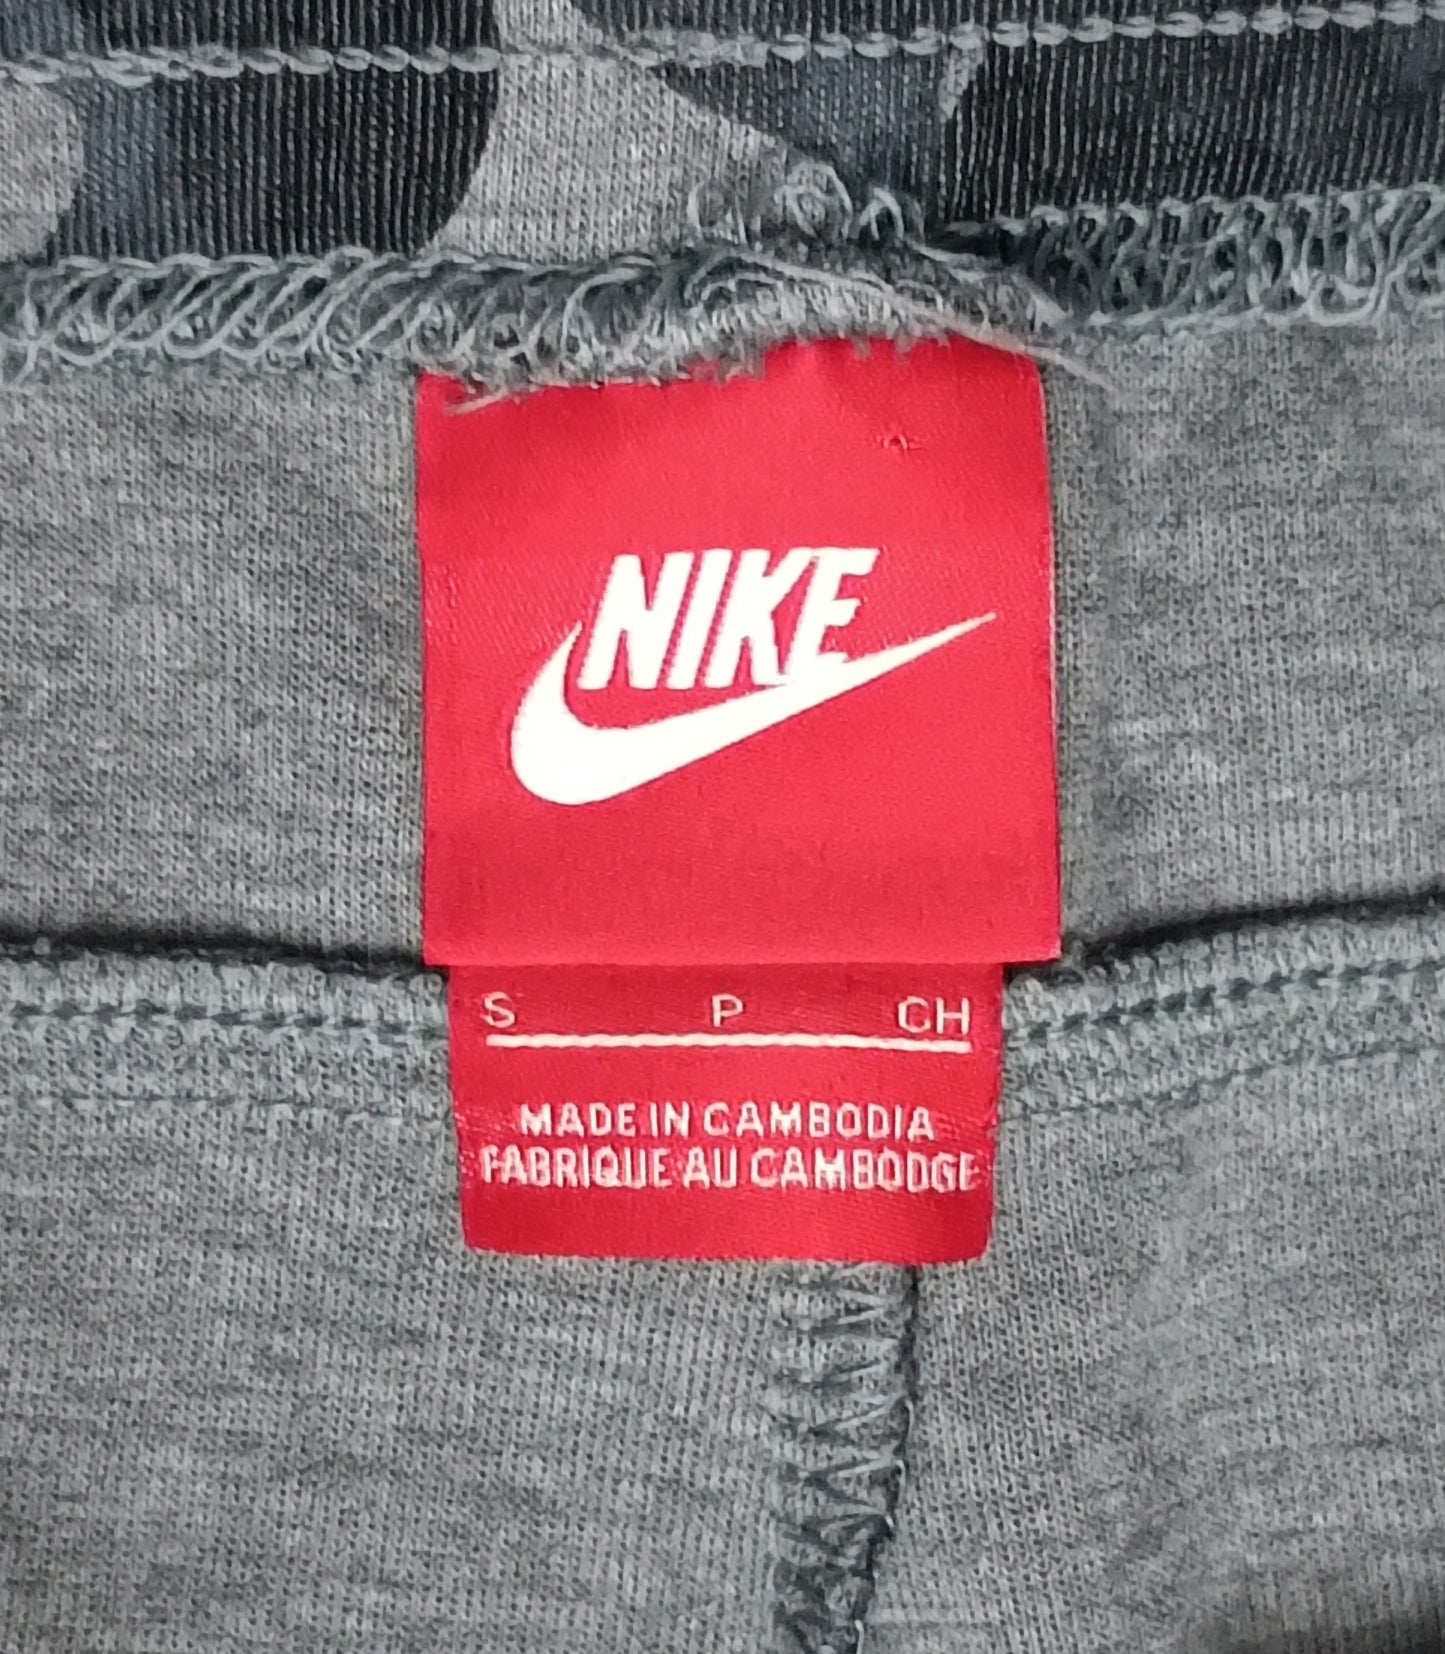 NIKE
S P CH
MADE IN CAMBODIA
FABRIQUE AU CAMBODGE